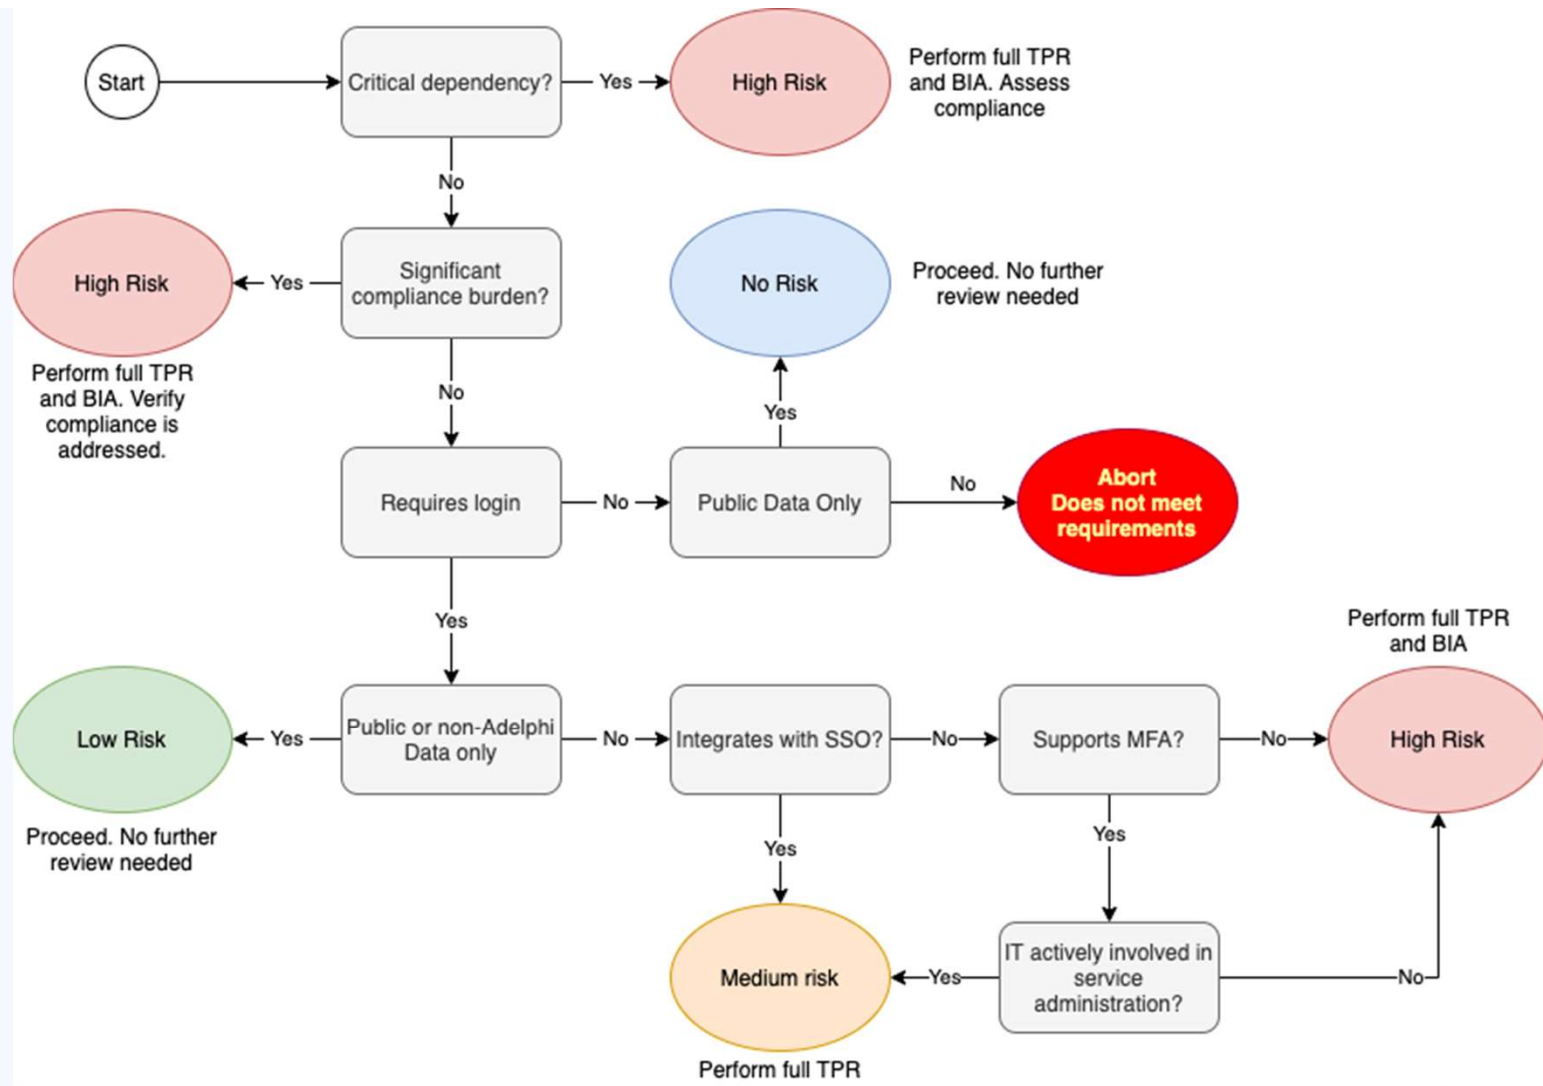 Start
Critical dependency?
Yes
High Risk
Perform full TPR
and BIA. Assess
compliance
No
High Risk
Yes
Significant
compliance burden?
No Risk
Proceed. No further
review needed
Perform full TPR
and BIA. Verify
compliance is
addressed.
No
Yes
Requires login
No
Public Data Only
No
Abort
Does not meet
requirements
Yes
Perform full TPR
and BIA
Low Risk
Yes
Public or non-Adelphi
Data only
No
Integrates with SSO?
No
Supports MFA?
No
High Risk
Proceed. No further
review needed
Yes
Yes
Medium risk
Yes
IT actively involved in
service
administration?
No
Perform full TPR